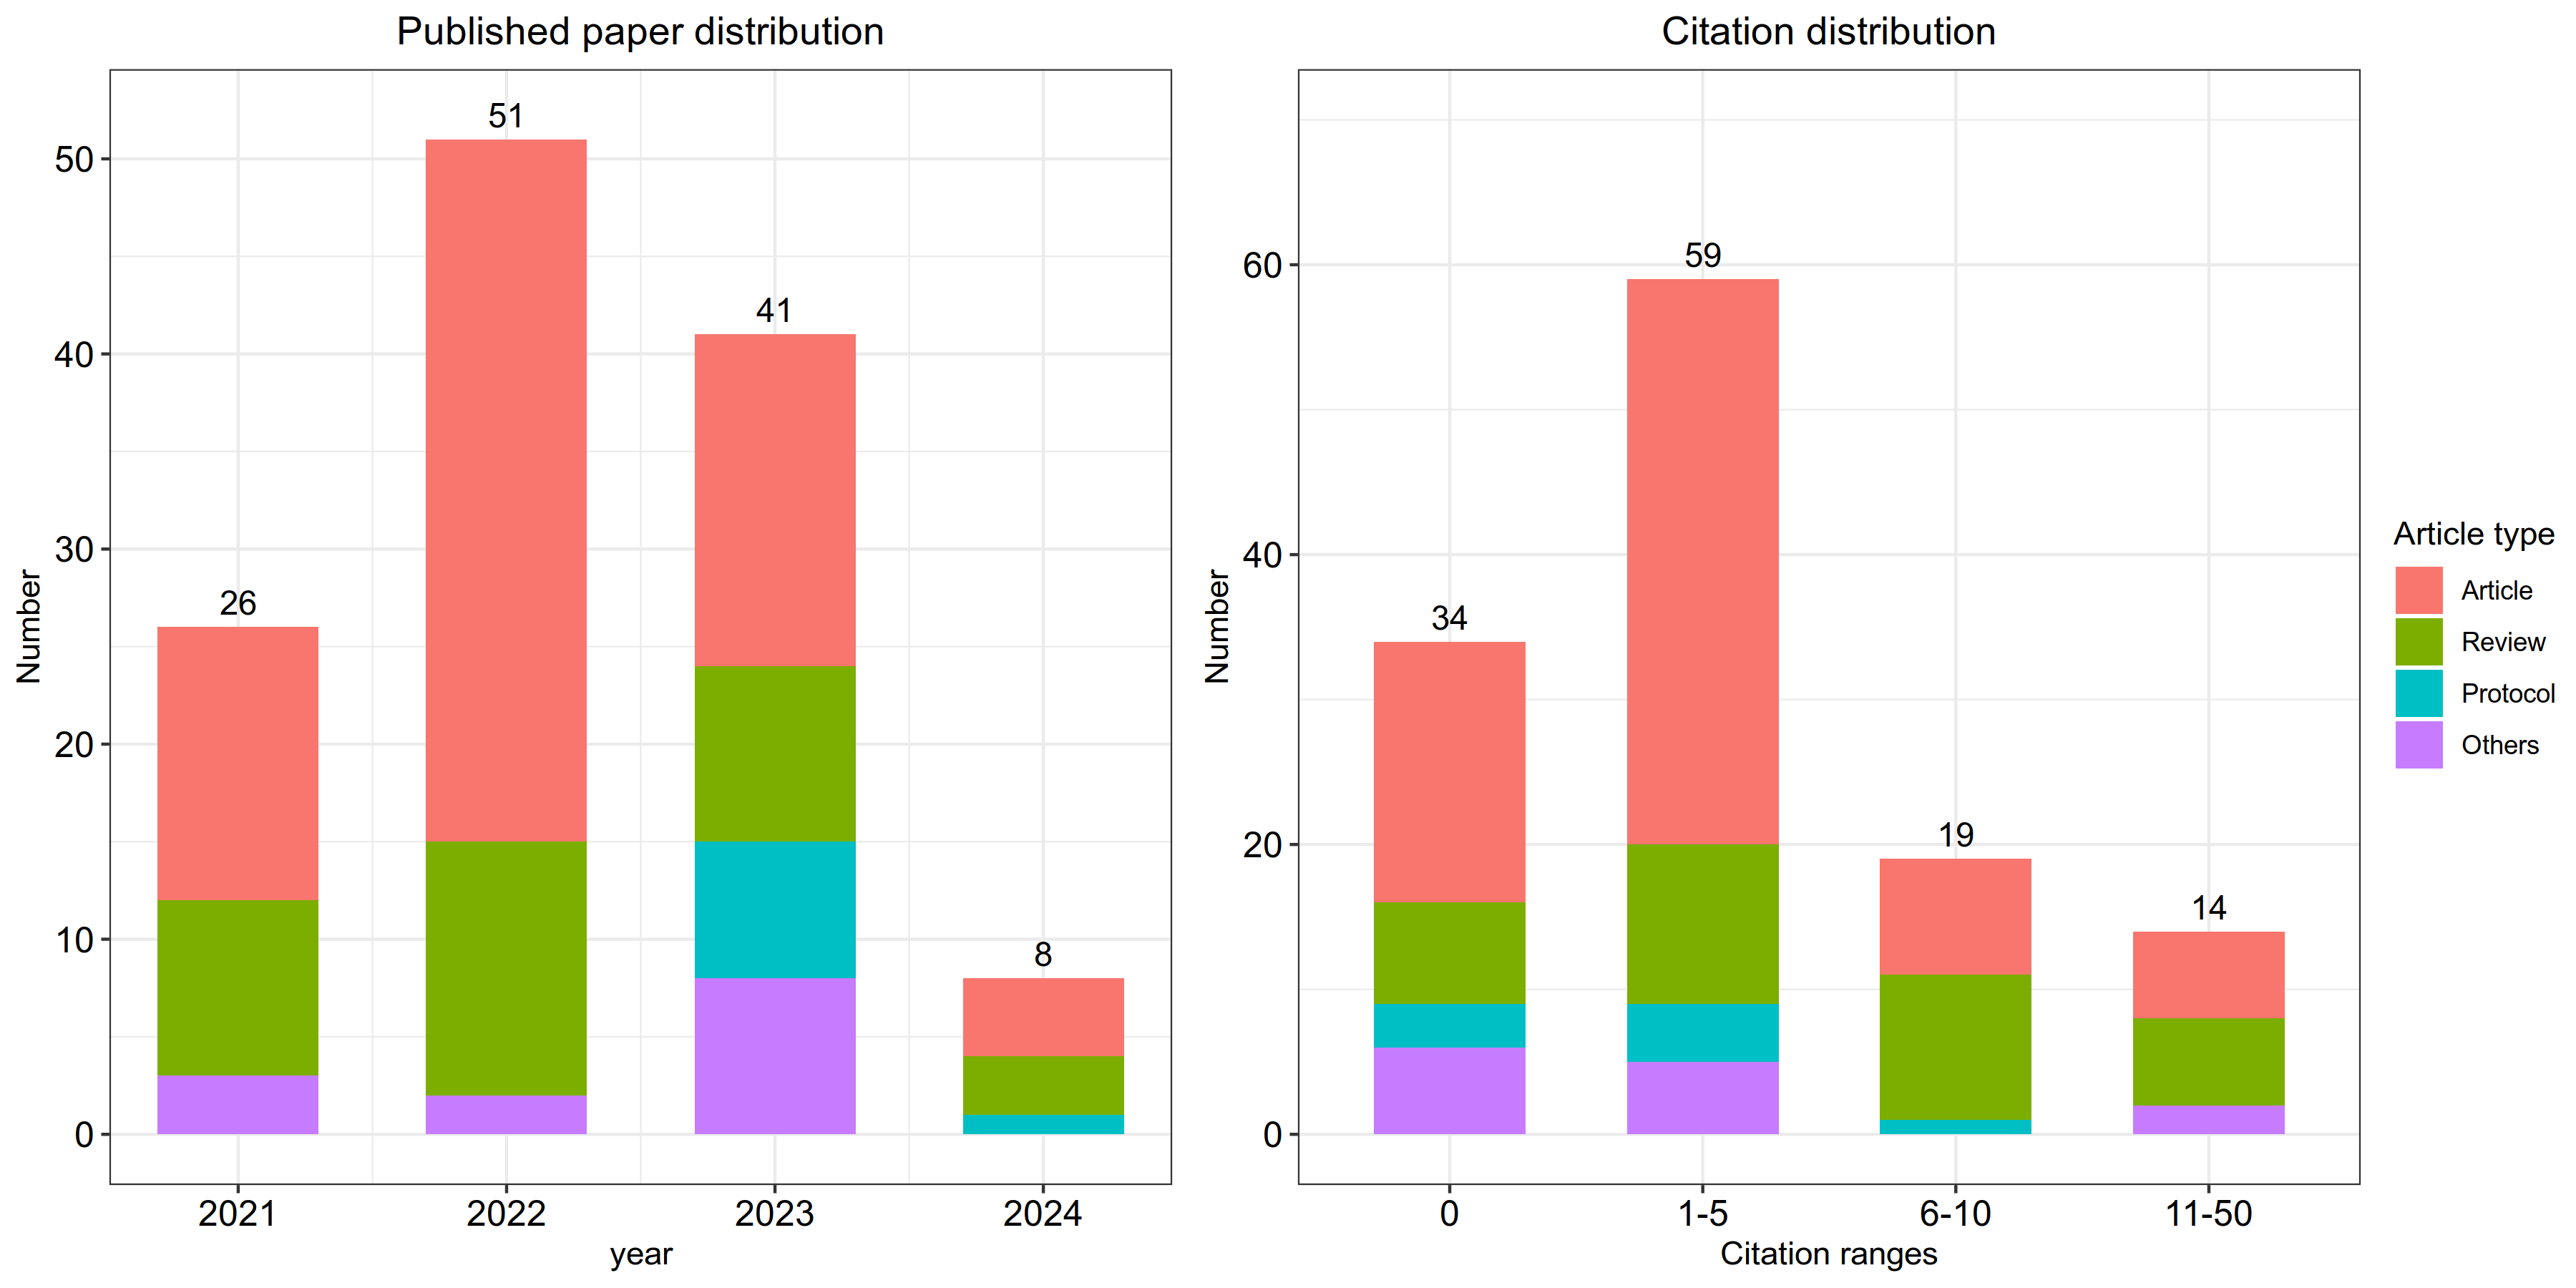 Published paper distribution
51
50
41
40
30
26
20
10
8
0
Number
2021
2022
2023
2024
year
Citation distribution
60
59
40
34
20
19
14
0
Number
0
1-5
6-10
11-50
Citation ranges
Article type
Article
Review
Protocol
Others